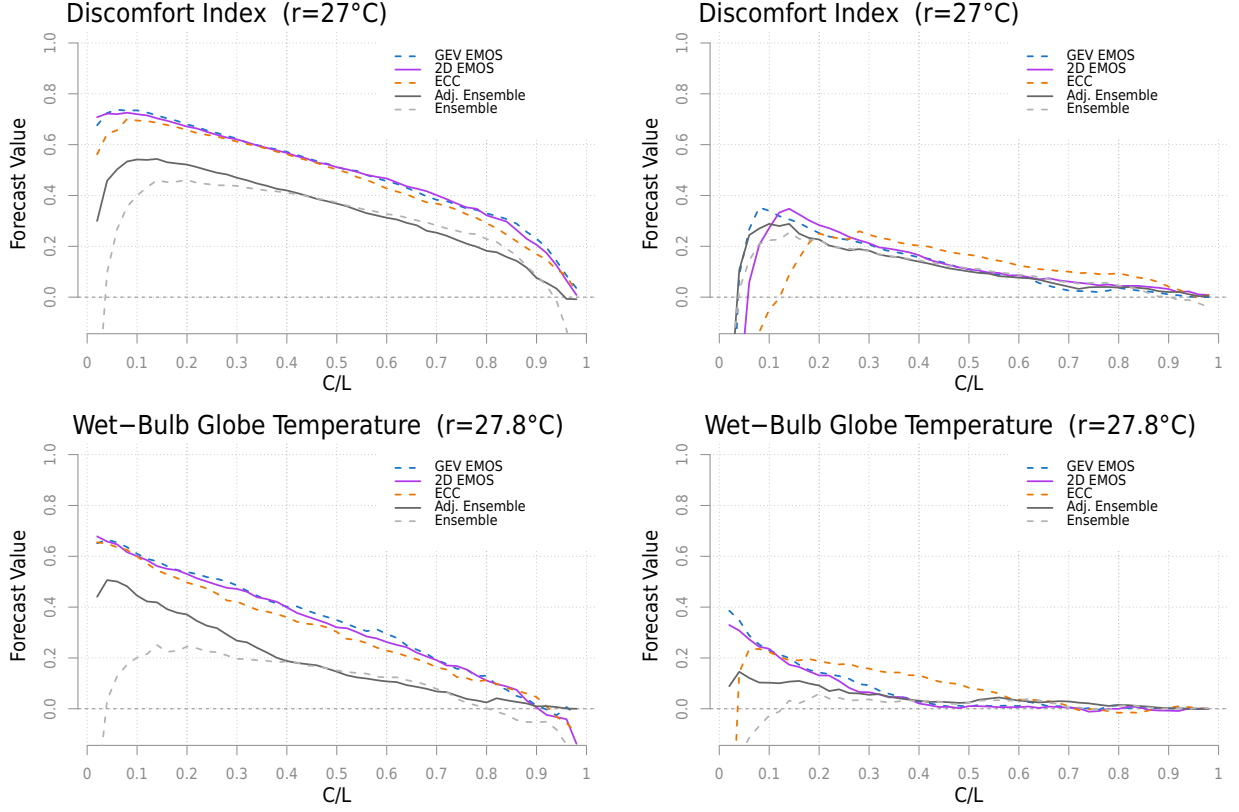 Discomfort Index (r=27°C)
1.0
0.8
0.6
0.4
0.2
0.0
Forecast Value
GEV EMOS
2D EMOS
ECC
Adj. Ensemble
Ensemble
0 0.1 0.2 0.3 0.4 0.5 0.6 0.7 0.8 0.9 1
C/L
Discomfort Index (r=27°C)
1.0
0.8
0.6
0.4
0.2
0.0
Forecast Value
GEV EMOS
2D EMOS
ECC
Adj. Ensemble
Ensemble
0 0.1 0.2 0.3 0.4 0.5 0.6 0.7 0.8 0.9 1
C/L
Wet−Bulb Globe Temperature (r=27.8°C)
1.0
0.8
0.6
0.4
0.2
0.0
Forecast Value
GEV EMOS
2D EMOS
ECC
Adj. Ensemble
Ensemble
0 0.1 0.2 0.3 0.4 0.5 0.6 0.7 0.8 0.9 1
C/L
Wet−Bulb Globe Temperature (r=27.8°C)
1.0
0.8
0.6
0.4
0.2
0.0
Forecast Value
GEV EMOS
2D EMOS
ECC
Adj. Ensemble
Ensemble
0 0.1 0.2 0.3 0.4 0.5 0.6 0.7 0.8 0.9 1
C/L